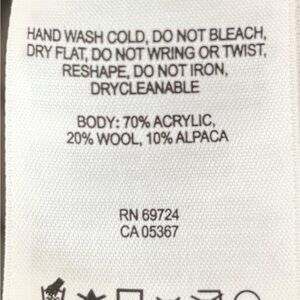 HAND WASH COLD, DO NOT BLEACH,
DRY FLAT, DO NOT WRING OR TWIST,
RESHAPE, DO NOT IRON,
DRYCLEANABLE
BODY: 70% ACRYLIC,
20% WOOL, 10% ALPACA
RN 69724
CA 05367